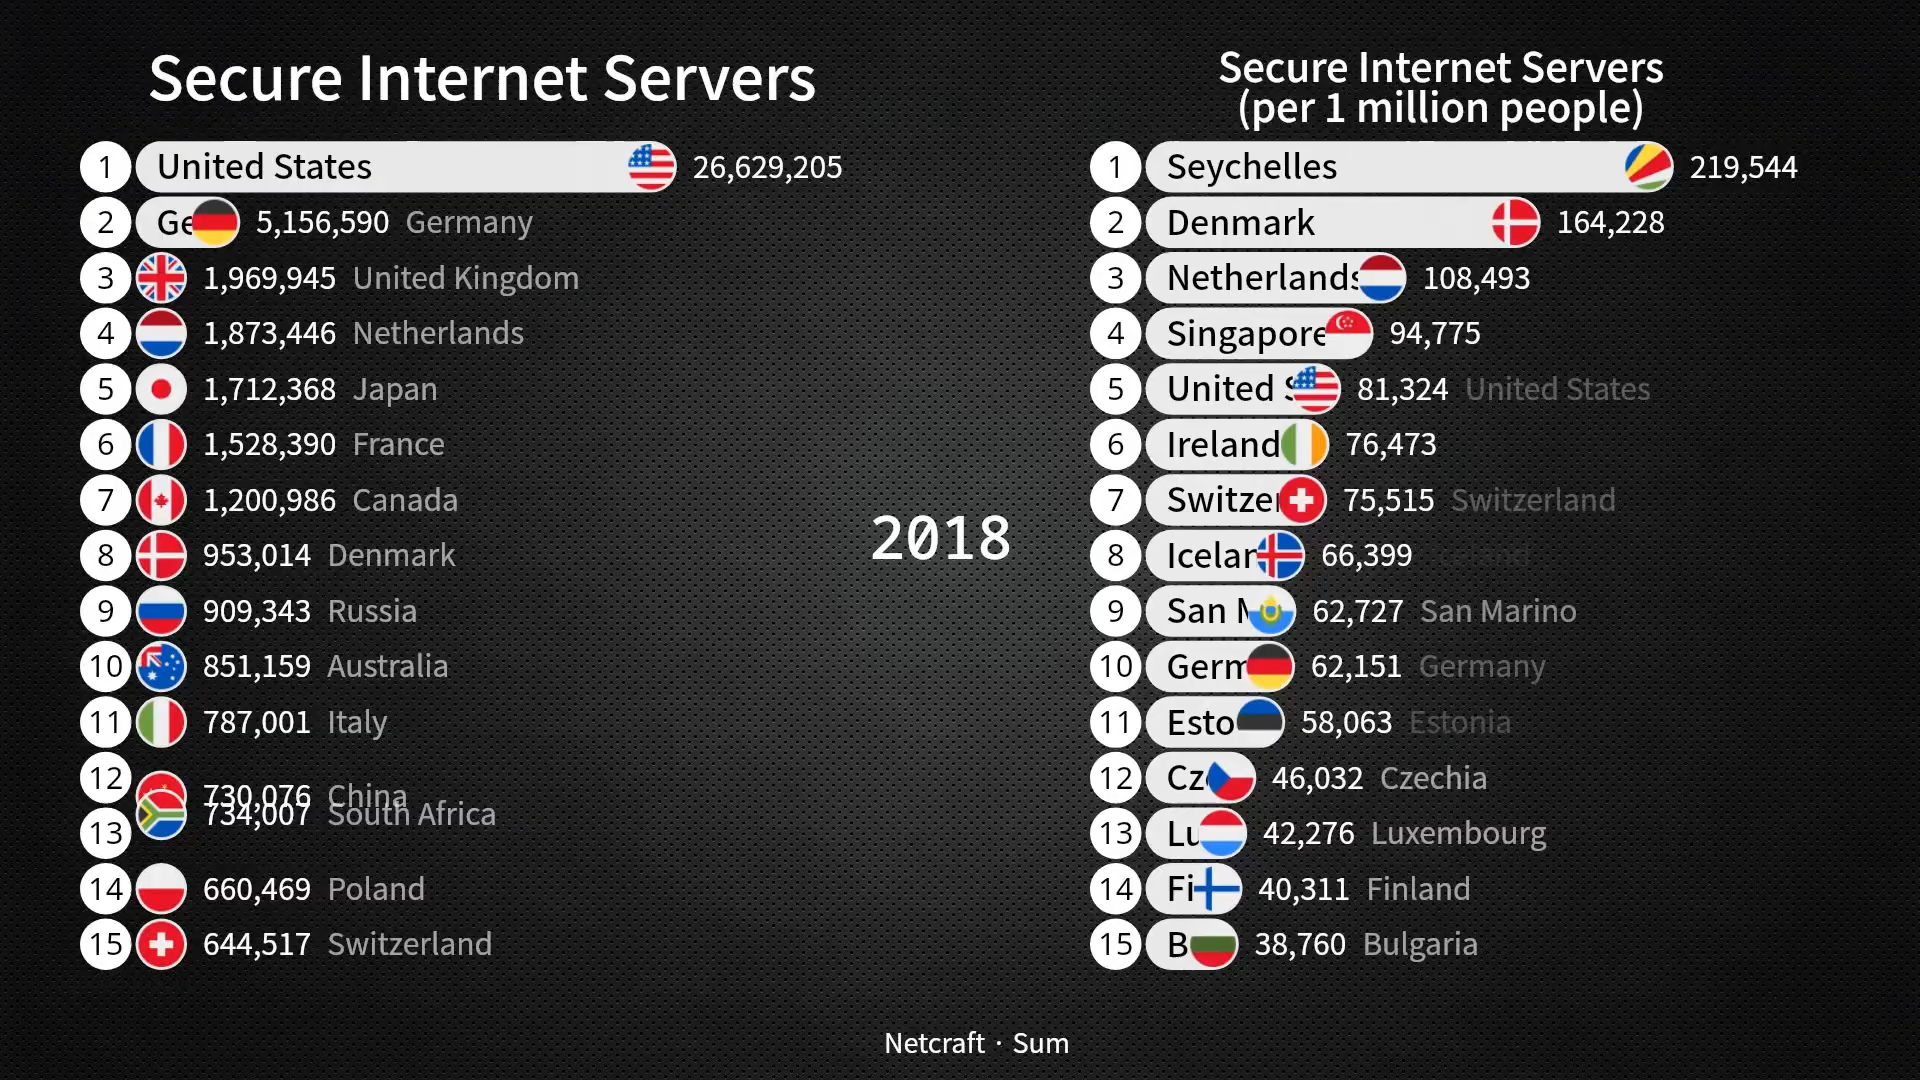 Secure Internet Servers
1 United States 26,629,205
2 Ge 5,156,590 Germany
3 1,969,945 United Kingdom
4 1,873,446 Netherlands
5 1,712,368 Japan
6 1,528,390 France
7 1,200,986 Canada
8 953,014 Denmark
9 909,343 Russia
10 851,159 Australia
11 787,001 Italy
12 730,076 China
13 734,007 South Africa
14 660,469 Poland
15 644,517 Switzerland
2018
Secure Internet Servers
(per 1 million people)
1 Seychelles 219,544
2 Denmark 164,228
3 Netherlands 108,493
4 Singapore 94,775
5 United S 81,324 United States
6 Ireland 76,473
7 Switzer 75,515 Switzerland
8 Icelan 66,399 Iceland
9 San M 62,727 San Marino
10 Germ 62,151 Germany
11 Esto 58,063 Estonia
12 Cze 46,032 Czechia
13 Lu 42,276 Luxembourg
14 Fi 40,311 Finland
15 B 38,760 Bulgaria
Netcraft · Sum